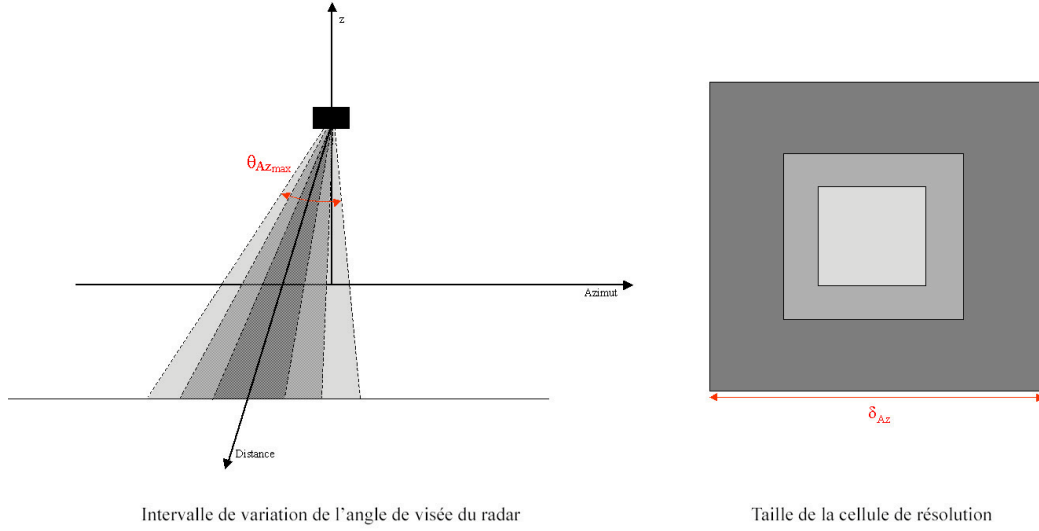 z
θAzmax
Azimut
Distance
δAz
Intervalle de variation de l'angle de visée du radar
Taille de la cellule de résolution